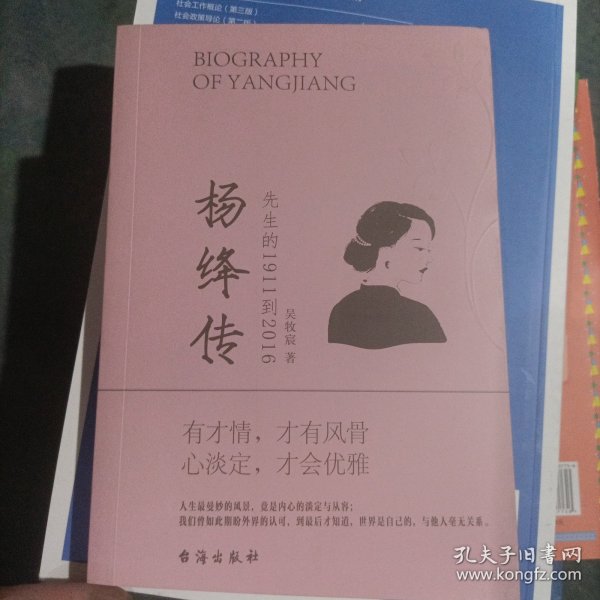 社会工作概论（第三版）
社会政策导论（第二版）
BIOGRAPHY
OF YANGJIANG
杨绛传
先生的1911到2016
吴牧宸 著
有才情，才有风骨
心淡定，才会优雅
人生最曼妙的风景，竟是内心的淡定与从容；
我们曾如此期盼外界的认可，到最后才知道，世界是自己的，与他人毫无关系。
台海出版社
孔夫子旧书网
www.kongfz.com